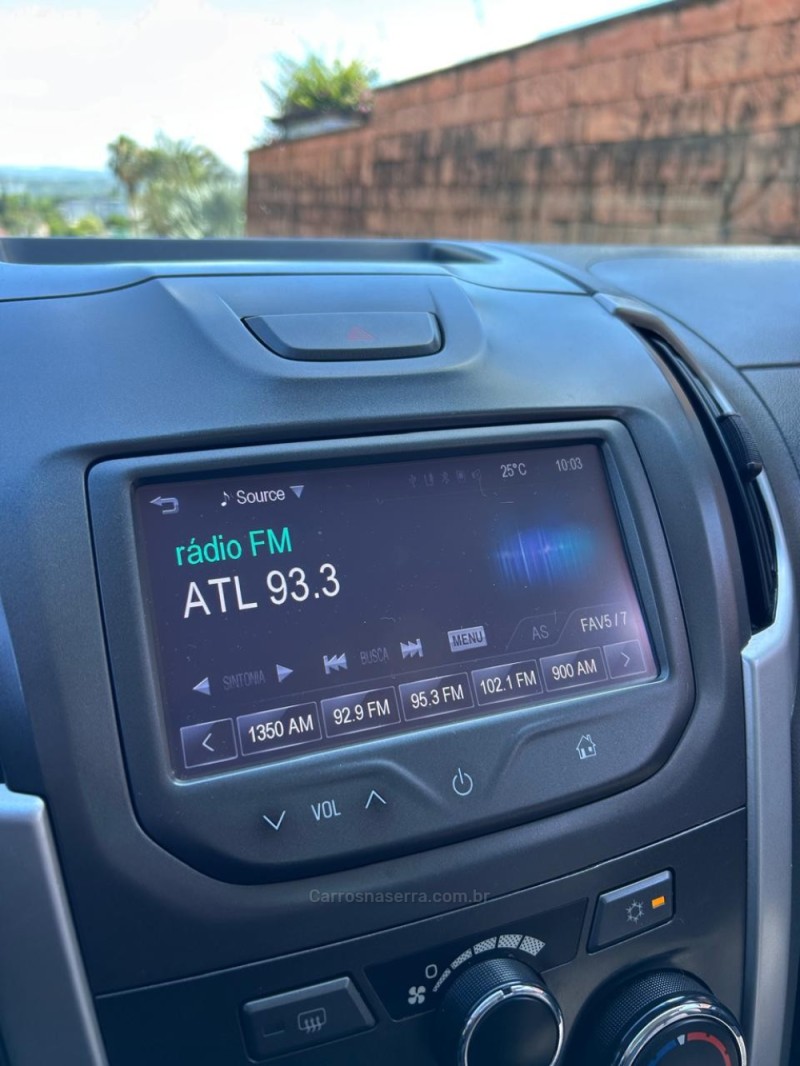 Source 25°C 10:03
rádio FM
ATL 93.3
SINTONIA BUSCA MENU AS FAV5 / 7
< 1350 AM 92.9 FM 95.3 FM 102.1 FM 900 AM >
VOL
Carrosnaserra.com.br
0